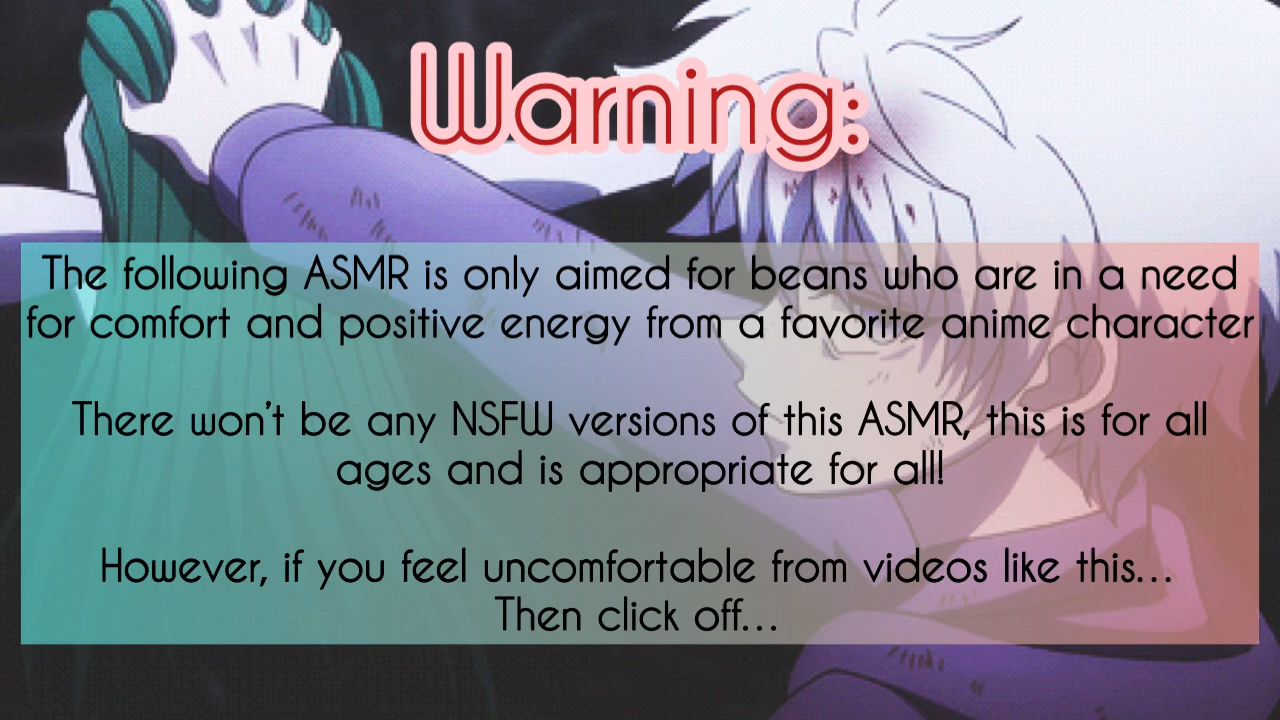 Warning:
The following ASMR is only aimed for beans who are in a need
for comfort and positive energy from a favorite anime character
There won't be any NSFW versions of this ASMR, this is for all
ages and is appropriate for all!
However, if you feel uncomfortable from videos like this...
Then click off...